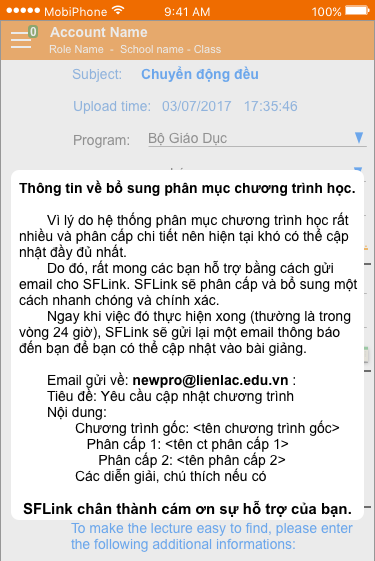 MobiPhone 9:41 AM 100%
0 Account Name
Role Name - School name - Class
Subject: Chuyển động đều
Upload time: 03/07/2017 17:35:46
Program: Bộ Giáo Dục
Thông tin về bổ sung phân mục chương trình học.
Vì lý do hệ thống phân mục chương trình học rất
nhiều và phân cấp chi tiết nên hiện tại khó có thể cập
nhật đầy đủ nhất.
Do đó, rất mong các bạn hỗ trợ bằng cách gửi
email cho SFLink. SFLink sẽ phân cấp và bổ sung một
cách nhanh chóng và chính xác.
Ngay khi việc đó thực hiện xong (thường là trong
vòng 24 giờ), SFLink sẽ gửi lại một email thông báo
đến bạn để bạn có thể cập nhật vào bài giảng.
Email gửi về: newpro@lienlac.edu.vn :
Tiêu đề: Yêu cầu cập nhật chương trình
Nội dung:
Chương trình gốc: <tên chương trình gốc>
Phân cấp 1: <tên ct phân cấp 1>
Phân cấp 2: <tên phân cấp 2>
Các diễn giải, chú thích nếu có
SFLink chân thành cám ơn sự hỗ trợ của bạn.
To make the lecture easy to find, please enter
the following additional informations: